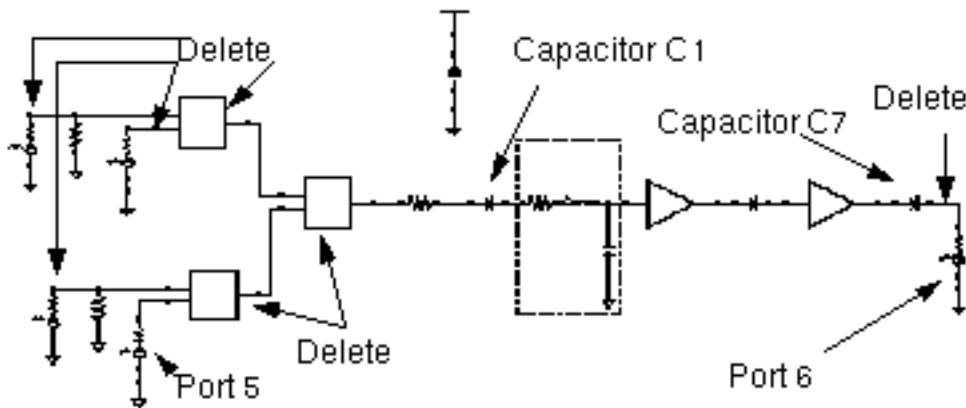 Delete
Capacitor C1
Delete
Capacitor C7
Delete
Port 5
Port 6